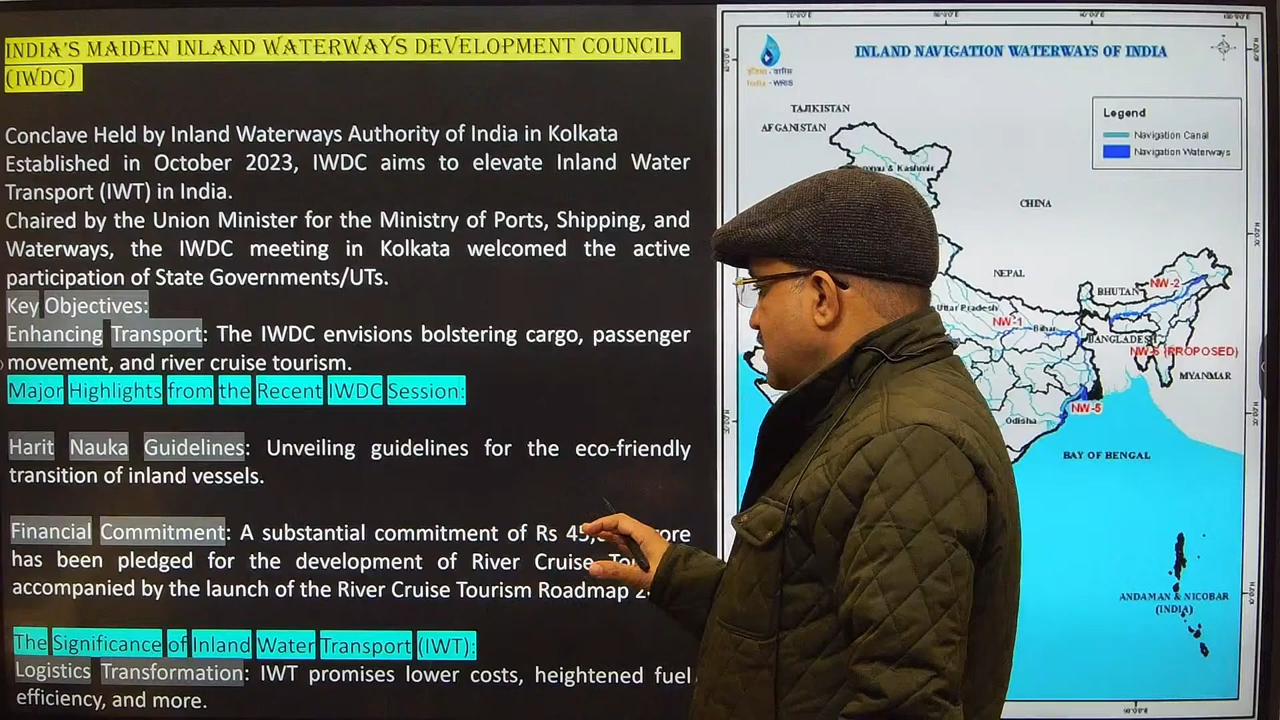 INDIA'S MAIDEN INLAND WATERWAYS DEVELOPMENT COUNCIL
(IWDC)
Conclave Held by Inland Waterways Authority of India in Kolkata
Established in October 2023, IWDC aims to elevate Inland Water
Transport (IWT) in India.
Chaired by the Union Minister for the Ministry of Ports, Shipping, and
Waterways, the IWDC meeting in Kolkata welcomed the active
participation of State Governments/UTs.
Key Objectives:
Enhancing Transport: The IWDC envisions bolstering cargo, passenger
movement, and river cruise tourism.
Major Highlights from the Recent IWDC Session:
Harit Nauka Guidelines: Unveiling guidelines for the eco-friendly
transition of inland vessels.
Financial Commitment: A substantial commitment of Rs
has been pledged for the development of River Cruise
accompanied by the launch of the River Cruise Tourism Roadmap
The Significance of Inland Water Transport (IWT):
Logistics Transformation: IWT promises lower costs, heightened fuel
efficiency, and more.
INLAND NAVIGATION WATERWAYS OF INDIA
India - WRIS
Legend
Navigation Canal
Navigation Waterways
TAJIKISTAN
AFGANISTAN
& Kashmir
CHINA
NEPAL
BHUTAN
NW-2
Uttar Pradesh
NW-1
Bihar
BANGLADESH
NW-6 (PROPOSED)
MYANMAR
NW-5
Odisha
BAY OF BENGAL
ANDAMAN & NICOBAR
(INDIA)